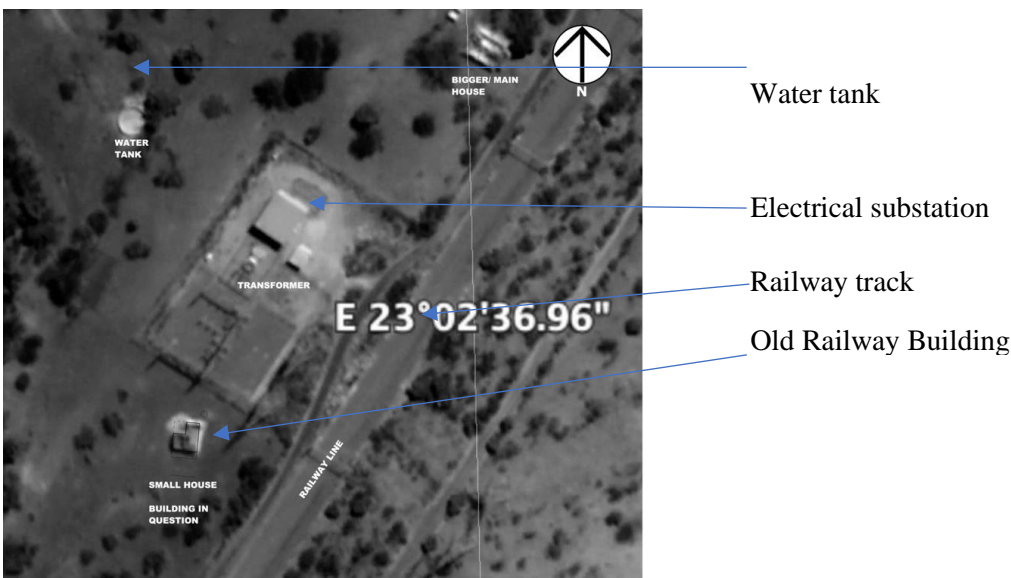 N
BIGGER/ MAIN
HOUSE
Water tank
WATER
TANK
Electrical substation
TRANSFORMER
Railway track
E 23°02'36.96"
Old Railway Building
RAILWAY LINE
SMALL HOUSE
BUILDING IN
QUESTION